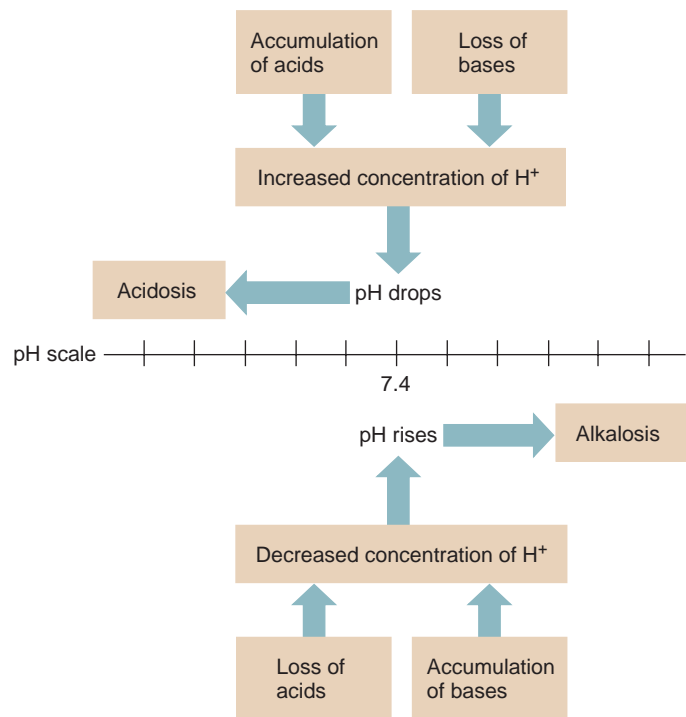 Accumulation
of acids
Loss of
bases
Increased concentration of H⁺
Acidosis
pH drops
pH scale
7.4
pH rises
Alkalosis
Decreased concentration of H⁺
Loss of
acids
Accumulation
of bases